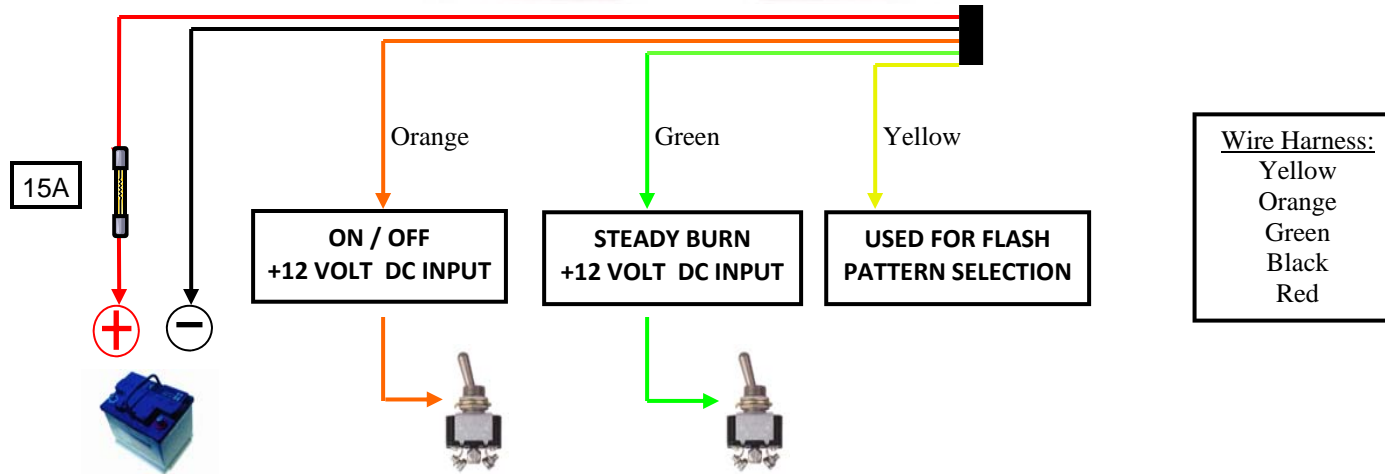 Orange
Green
Yellow
15A
ON / OFF
+12 VOLT DC INPUT
STEADY BURN
+12 VOLT DC INPUT
USED FOR FLASH
PATTERN SELECTION
Wire Harness:
Yellow
Orange
Green
Black
Red
+
−